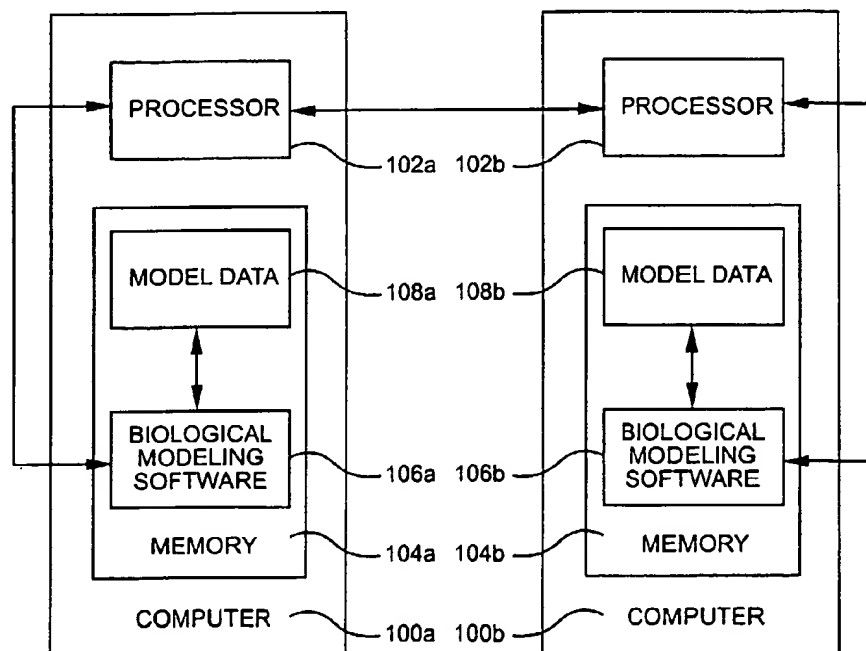 PROCESSOR
PROCESSOR
102a 102b
MODEL DATA
MODEL DATA
108a 108b
BIOLOGICAL
MODELING
SOFTWARE
BIOLOGICAL
MODELING
SOFTWARE
106a 106b
MEMORY
104a 104b
MEMORY
COMPUTER
100a 100b
COMPUTER